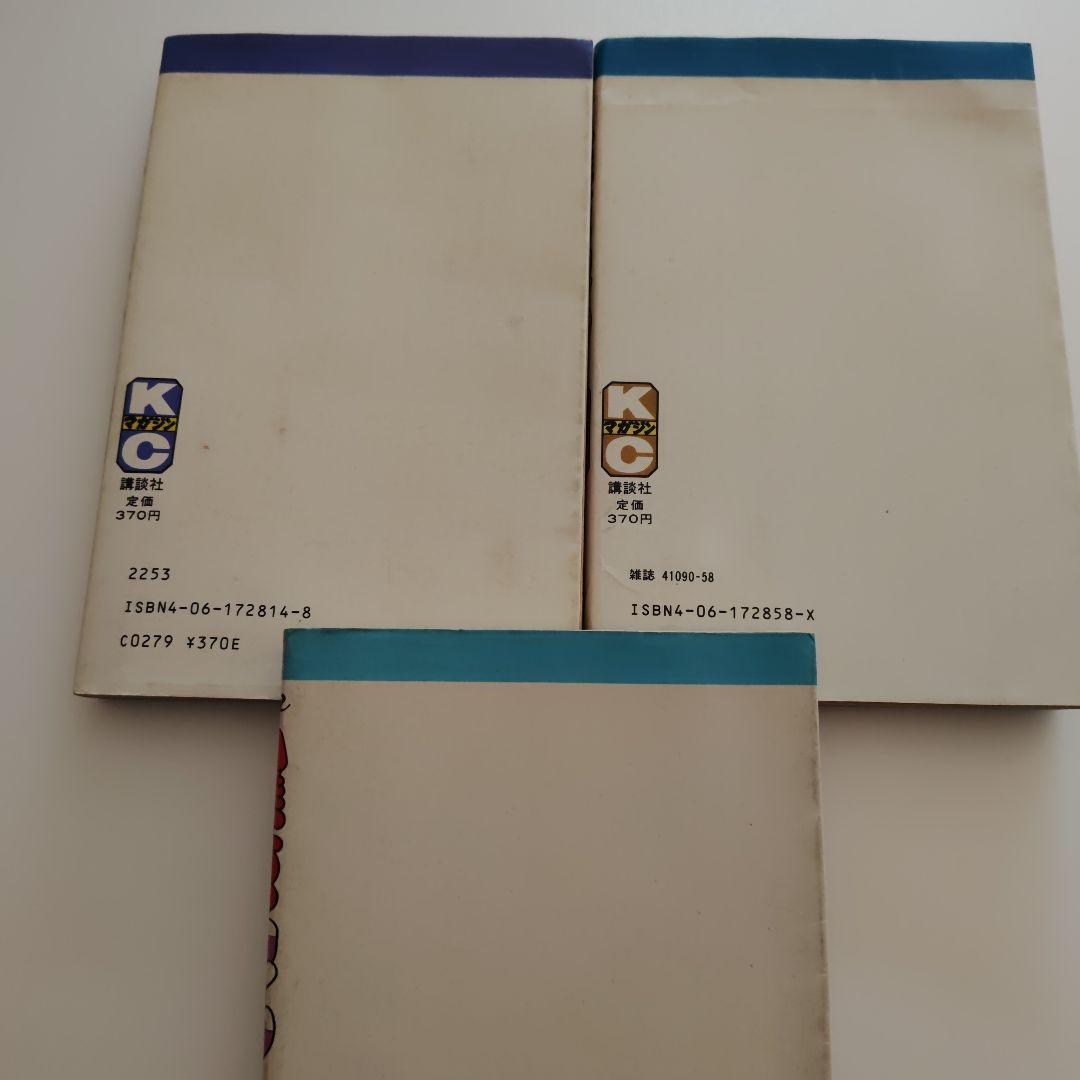 K
マガジン
C
講談社
定価
370円
2253
ISBN4-06-172814-8
C0279 ¥370E
K
マガジン
C
講談社
定価
370円
雑誌 41090-58
ISBN4-06-172858-X